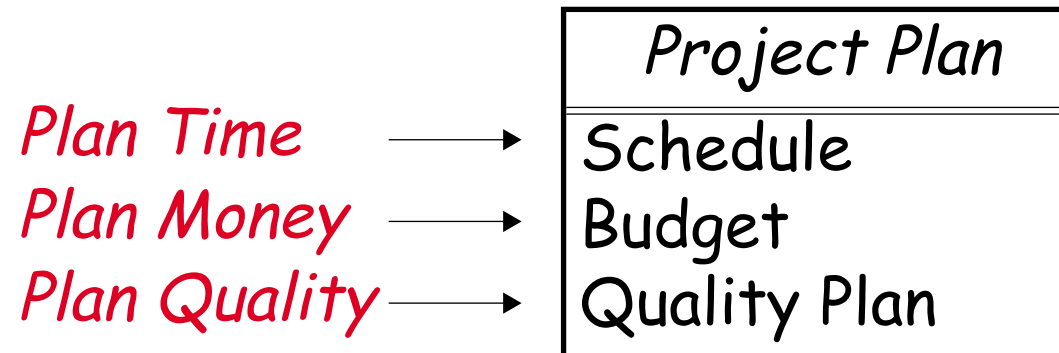 Project Plan
Plan Time
Schedule
Plan Money
Budget
Plan Quality
Quality Plan